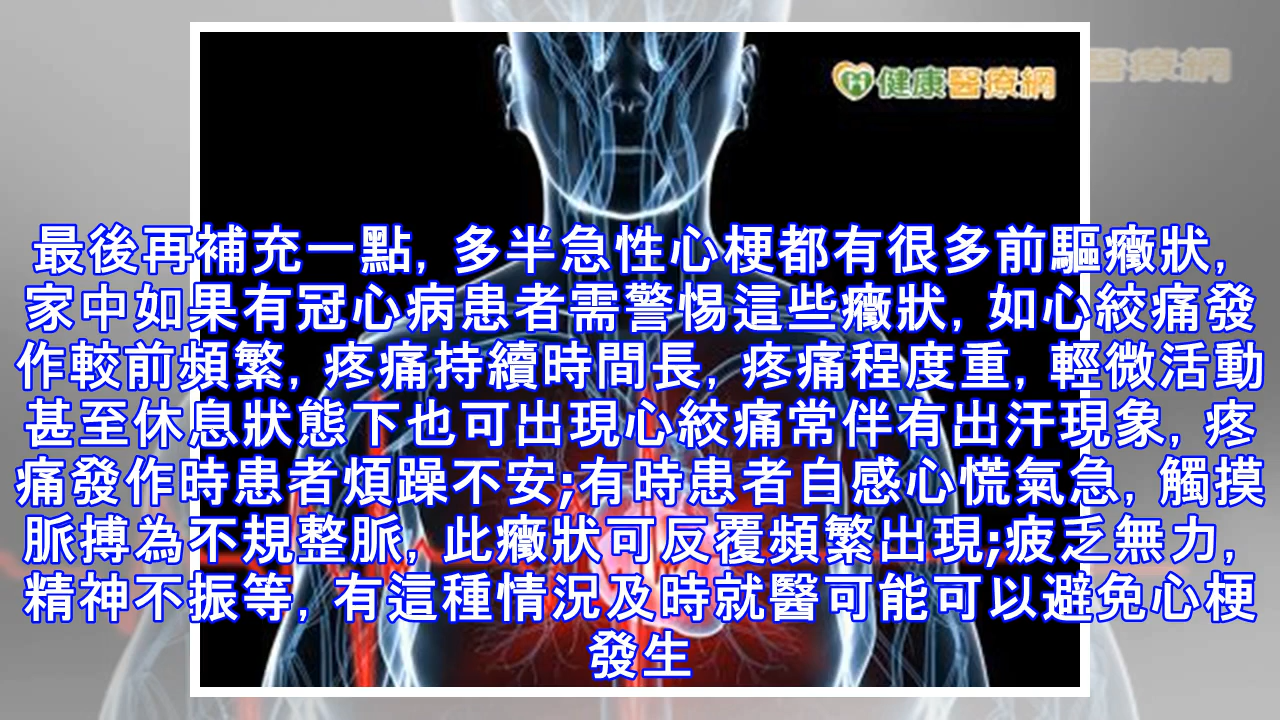 健康醫療網
醫療網
最後再補充一點, 多半急性心梗都有很多前驅癥狀,
家中如果有冠心病患者需警惕這些癥狀, 如心絞痛發
作較前頻繁, 疼痛持續時間長, 疼痛程度重, 輕微活動
甚至休息狀態下也可出現心絞痛常伴有出汗現象, 疼
痛發作時患者煩躁不安;有時患者自感心慌氣急, 觸摸
脈搏為不規整脈, 此癥狀可反覆頻繁出現;疲乏無力,
精神不振等, 有這種情況及時就醫可能可以避免心梗
發生